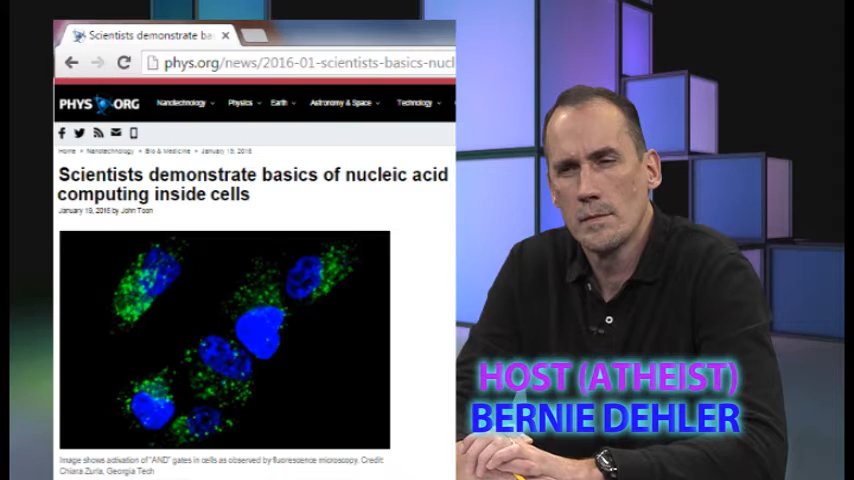 Scientists demonstrate ba
phys.org/news/2016-01-scientists-basics-nucl
PHYS ORG
Nanotechnology Physics Earth Astronomy & Space Technology
Home Nanotechnology Bio & Medicine January 19, 2016
Scientists demonstrate basics of nucleic acid
computing inside cells
January 19, 2016 by John Toon
Image shows activation of "AND" gates in cells as observed by fluorescence microscopy. Credit:
Chiara Zurla, Georgia Tech
HOST (ATHEIST)
BERNIE DEHLER